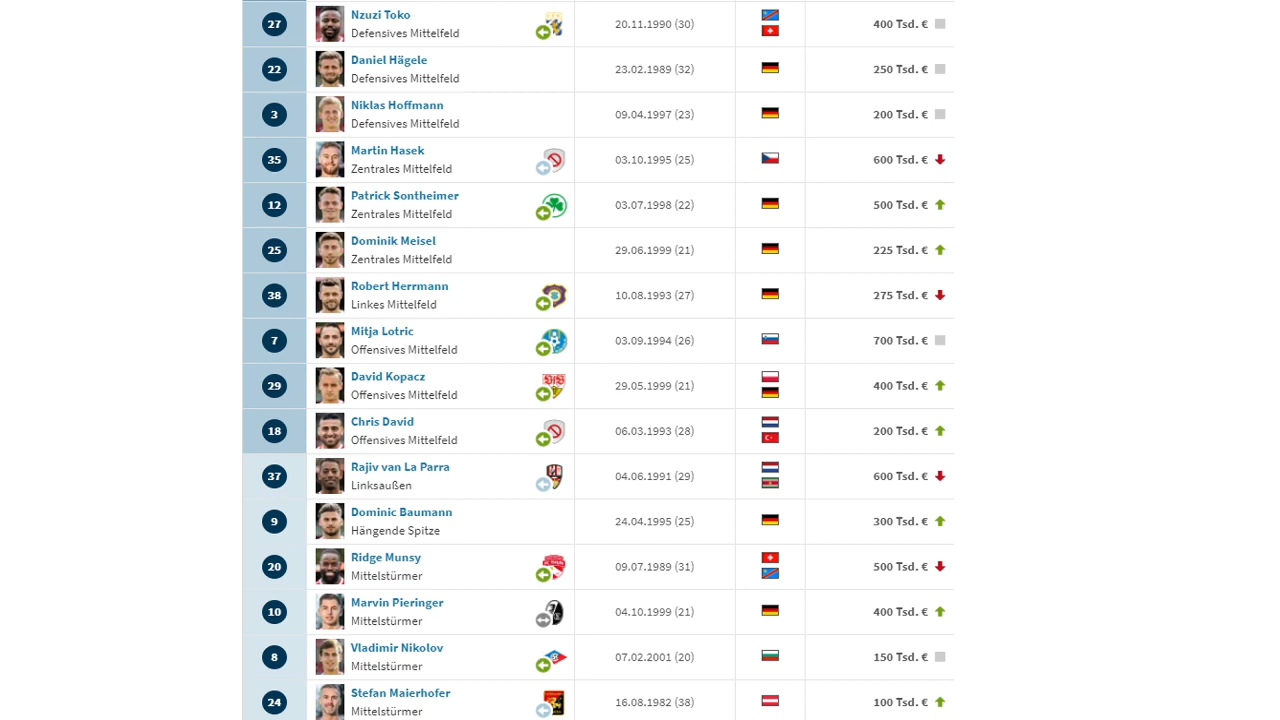 27 Nzuzi Toko 20.11.1990 (30) 400 Tsd. €
Defensives Mittelfeld
22 Daniel Hägele 23.02.1989 (32) 250 Tsd. €
Defensives Mittelfeld
3 Niklas Hoffmann 09.04.1997 (23) 200 Tsd. €
Defensives Mittelfeld
35 Martin Hasek 03.10.1995 (25) 600 Tsd. €
Zentrales Mittelfeld
12 Patrick Sontheimer 03.07.1998 (22) 500 Tsd. €
Zentrales Mittelfeld
25 Dominik Meisel 29.06.1999 (21) 225 Tsd. €
Zentrales Mittelfeld
38 Robert Herrmann 10.08.1993 (27) 275 Tsd. €
Linkes Mittelfeld
7 Mitja Lotric 03.09.1994 (26) 700 Tsd. €
Offensives Mittelfeld
29 David Kopacz 29.05.1999 (21) 400 Tsd. €
Offensives Mittelfeld
18 Chris David 06.03.1993 (28) 200 Tsd. €
Offensives Mittelfeld
37 Rajiv van La Parra 04.06.1991 (29) 600 Tsd. €
Linksaußen
9 Dominic Baumann 24.04.1995 (25) 300 Tsd. €
Hängende Spitze
20 Ridge Munsy 09.07.1989 (31) 500 Tsd. €
Mittelstürmer
10 Marvin Pieringer 04.10.1999 (21) 400 Tsd. €
Mittelstürmer
8 Vladimir Nikolov 07.02.2001 (20) 150 Tsd. €
Mittelstürmer
24 Stefan Maierhofer 16.08.1982 (38) 100 Tsd. €
Mittelstürmer